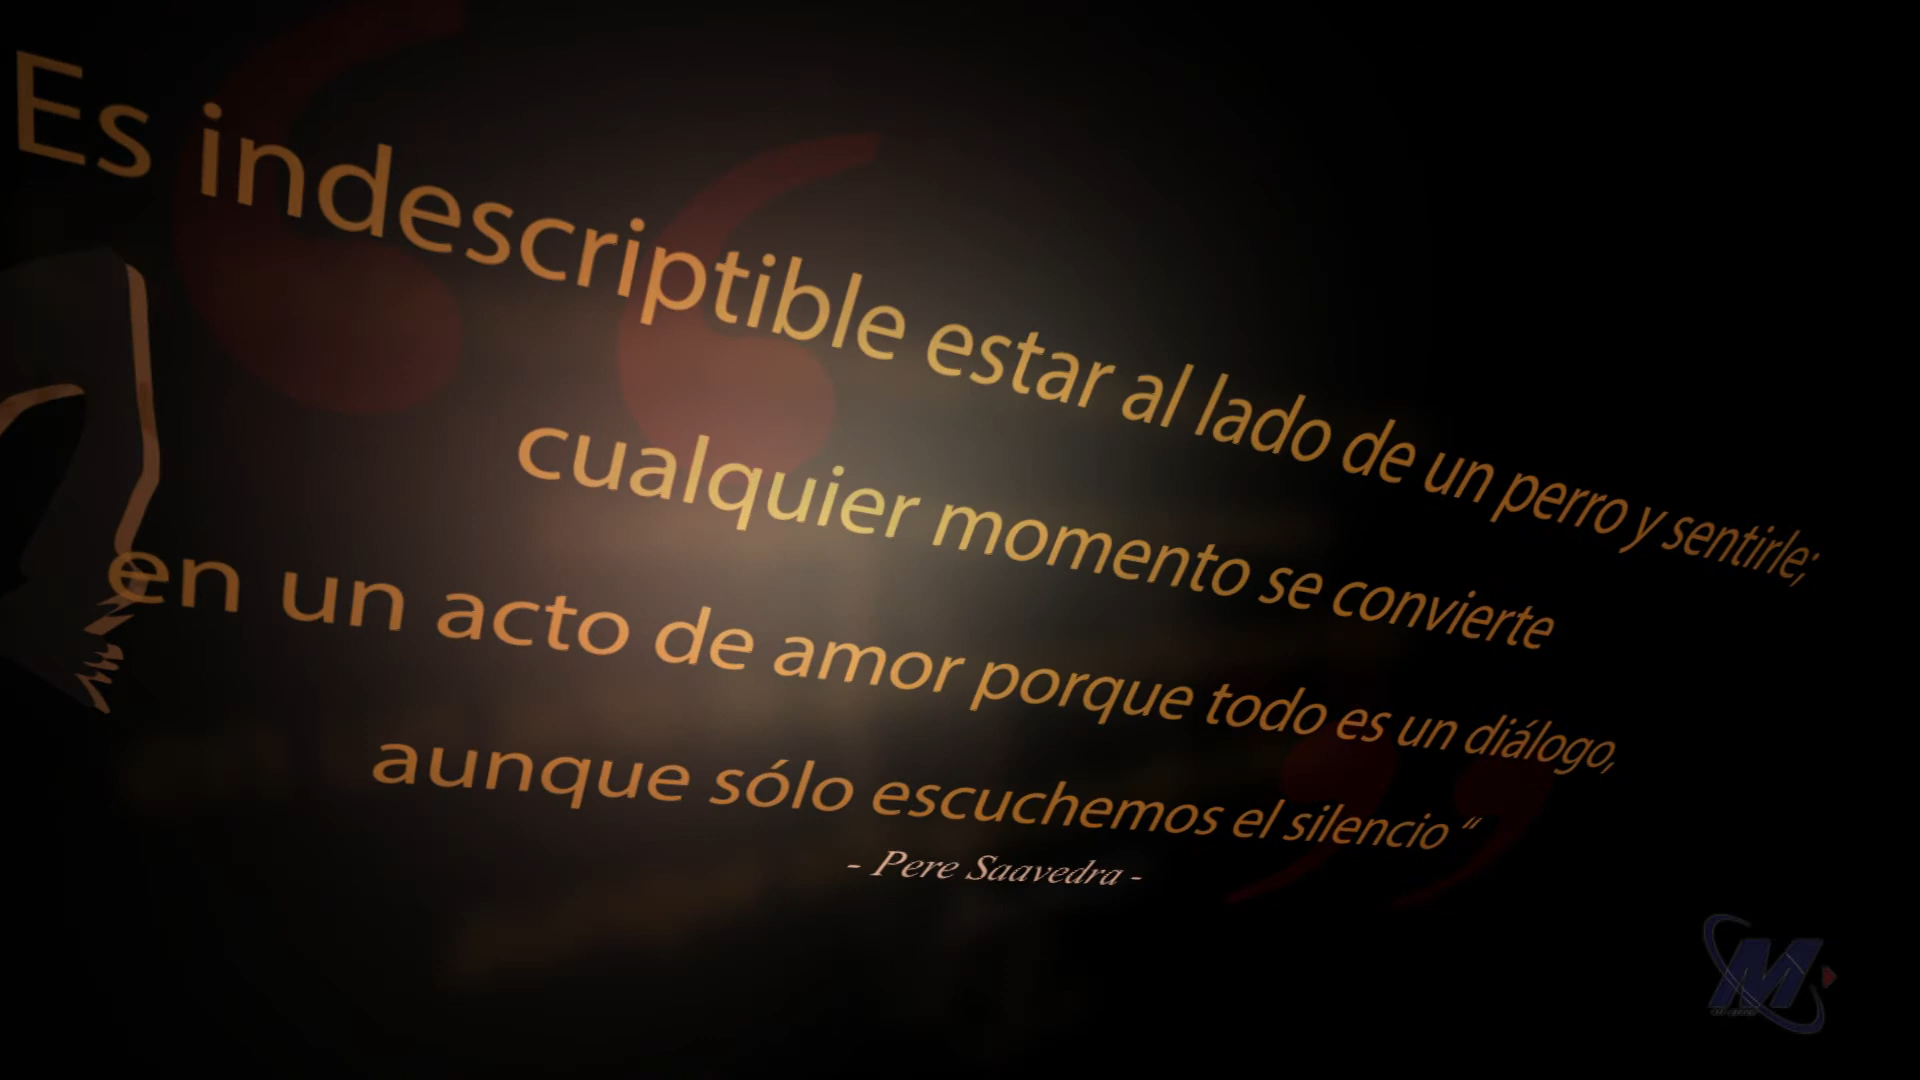 Es indescriptible estar al lado de un perro y sentirle;
cualquier momento se convierte
en un acto de amor porque todo es un diálogo,
aunque sólo escuchemos el silencio “
- Pere Saavedra -